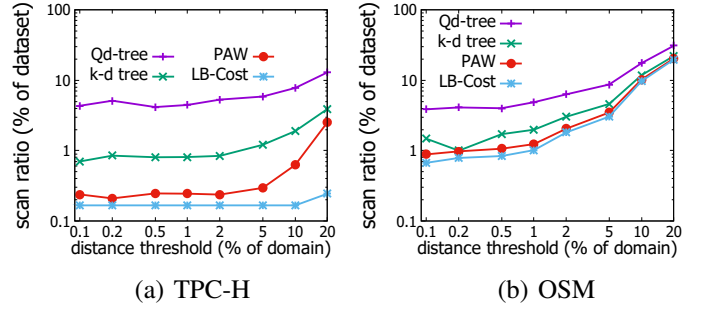 100
10
1
0.1
scan ratio (% of dataset)
Qd-tree
k-d tree
PAW
LB-Cost
0.1 0.2 0.5 1 2 5 10 20
distance threshold (% of domain)
(a) TPC-H
100
10
1
0.1
scan ratio (% of dataset)
Qd-tree
k-d tree
PAW
LB-Cost
0.1 0.2 0.5 1 2 5 10 20
distance threshold (% of domain)
(b) OSM